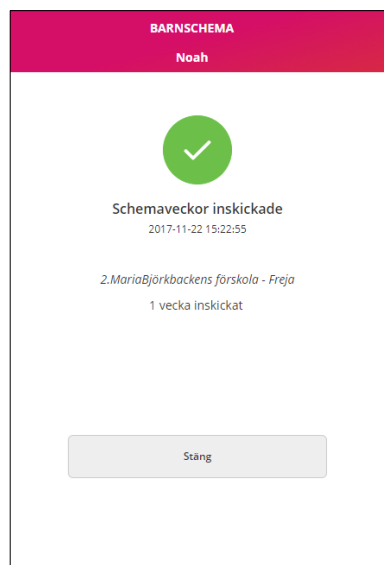 BARNSCHEMA
Noah
Schemaveckor inskickade
2017-11-22 15:22:55
2.MariaBjörkbackens förskola - Freja
1 vecka inskickat
Stäng